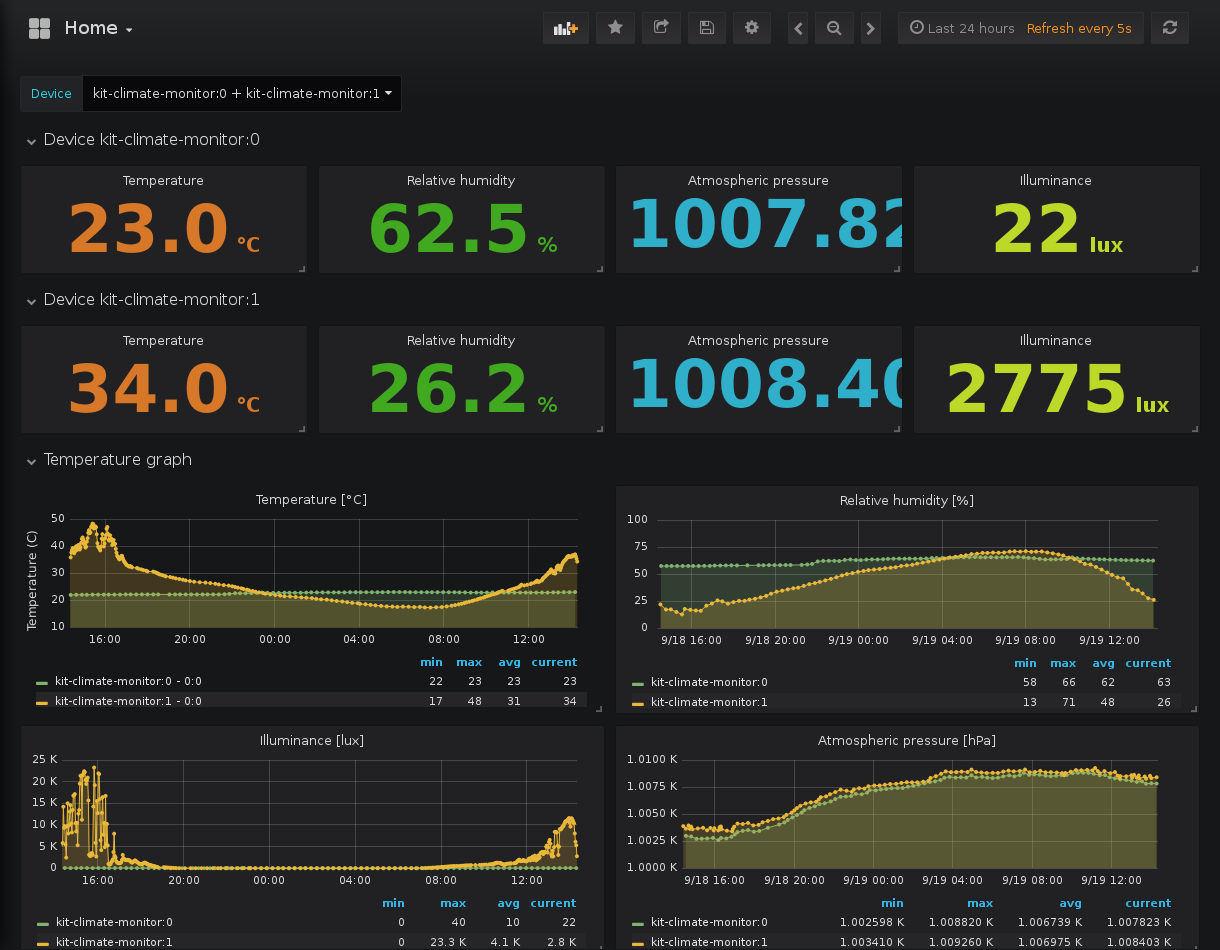 Home
Last 24 hours Refresh every 5s
Device kit-climate-monitor:0 + kit-climate-monitor:1
Device kit-climate-monitor:0
Temperature Relative humidity Atmospheric pressure Illuminance
23.0 °C 62.5 % 1007.82 22 lux
Device kit-climate-monitor:1
Temperature Relative humidity Atmospheric pressure Illuminance
34.0 °C 26.2 % 1008.40 2775 lux
Temperature graph
Temperature [°C]
Temperature (C)
50
40
30
20
10
16:00 20:00 00:00 04:00 08:00 12:00
min max avg current
kit-climate-monitor:0 - 0:0 22 23 23 23
kit-climate-monitor:1 - 0:0 17 48 31 34
Relative humidity [%]
100
75
50
25
0
9/18 16:00 9/18 20:00 9/19 00:00 9/19 04:00 9/19 08:00 9/19 12:00
min max avg current
kit-climate-monitor:0 58 66 62 63
kit-climate-monitor:1 13 71 48 26
Illuminance [lux]
25 K
20 K
15 K
10 K
5 K
0
16:00 20:00 00:00 04:00 08:00 12:00
min max avg current
kit-climate-monitor:0 0 40 10 22
kit-climate-monitor:1 0 23.3 K 4.1 K 2.8 K
Atmospheric pressure [hPa]
1.0100 K
1.0075 K
1.0050 K
1.0025 K
1.0000 K
9/18 16:00 9/18 20:00 9/19 00:00 9/19 04:00 9/19 08:00 9/19 12:00
min max avg current
kit-climate-monitor:0 1.002598 K 1.008820 K 1.006739 K 1.007823 K
kit-climate-monitor:1 1.003410 K 1.009260 K 1.006975 K 1.008403 K